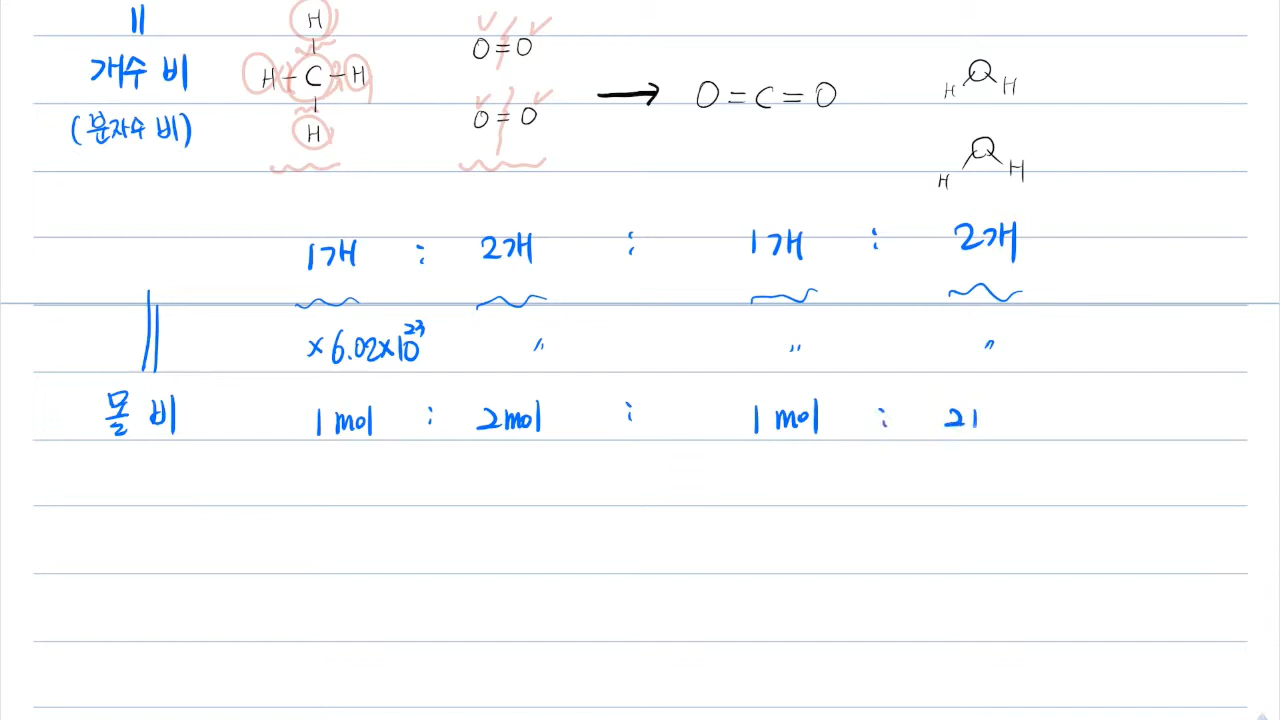 ||
H
O=O
개수 비
H-C-H
O=C=O
O
H H
(분자수 비)
H
O=O
O
H H
1개 : 2개 : 1개 : 2개
||
×6.02×10²³ 〃 〃 〃
몰 비 1mol : 2mol : 1mol : 21